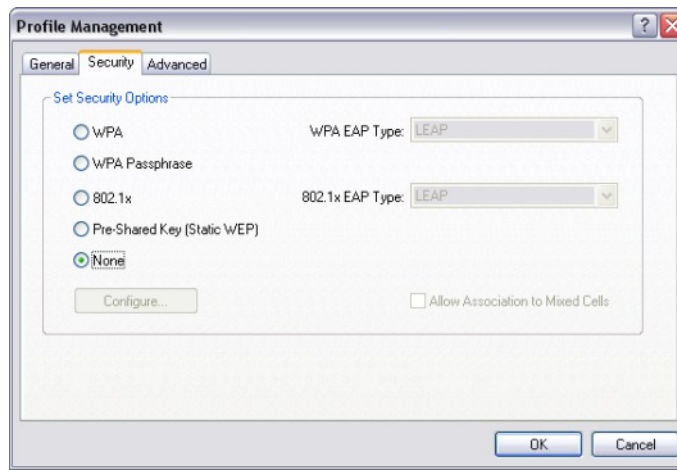 Profile Management
General Security Advanced
Set Security Options
WPA WPA EAP Type: LEAP
WPA Passphrase
802.1x 802.1x EAP Type: LEAP
Pre-Shared Key (Static WEP)
None
Configure... Allow Association to Mixed Cells
OK Cancel